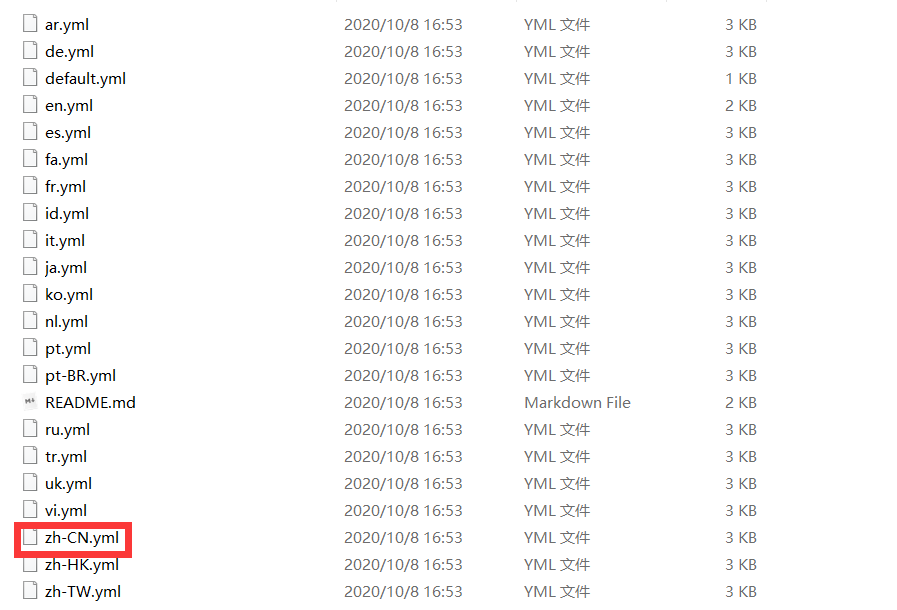 ar.yml 2020/10/8 16:53 YML 文件 3 KB
de.yml 2020/10/8 16:53 YML 文件 3 KB
default.yml 2020/10/8 16:53 YML 文件 1 KB
en.yml 2020/10/8 16:53 YML 文件 2 KB
es.yml 2020/10/8 16:53 YML 文件 3 KB
fa.yml 2020/10/8 16:53 YML 文件 3 KB
fr.yml 2020/10/8 16:53 YML 文件 3 KB
id.yml 2020/10/8 16:53 YML 文件 3 KB
it.yml 2020/10/8 16:53 YML 文件 3 KB
ja.yml 2020/10/8 16:53 YML 文件 3 KB
ko.yml 2020/10/8 16:53 YML 文件 3 KB
nl.yml 2020/10/8 16:53 YML 文件 3 KB
pt.yml 2020/10/8 16:53 YML 文件 3 KB
pt-BR.yml 2020/10/8 16:53 YML 文件 3 KB
README.md 2020/10/8 16:53 Markdown File 2 KB
ru.yml 2020/10/8 16:53 YML 文件 3 KB
tr.yml 2020/10/8 16:53 YML 文件 3 KB
uk.yml 2020/10/8 16:53 YML 文件 3 KB
vi.yml 2020/10/8 16:53 YML 文件 3 KB
zh-CN.yml 2020/10/8 16:53 YML 文件 3 KB
zh-HK.yml 2020/10/8 16:53 YML 文件 3 KB
zh-TW.yml 2020/10/8 16:53 YML 文件 3 KB